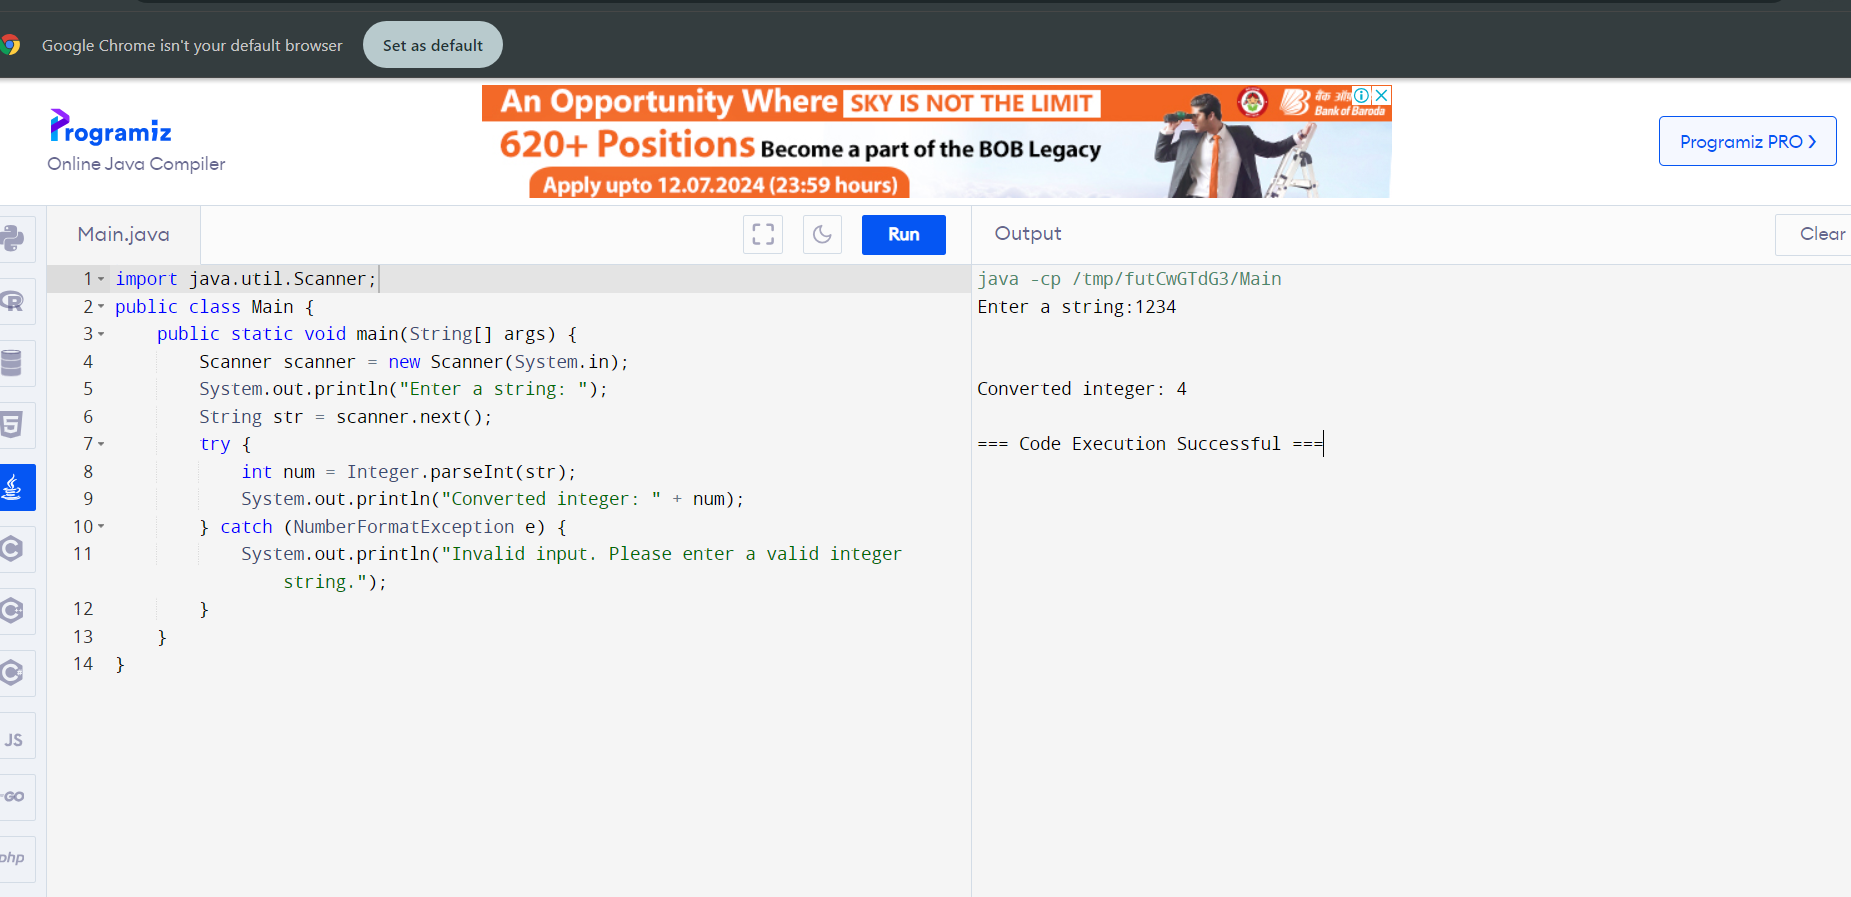 Google Chrome isn't your default browser
Set as default
An Opportunity Where SKY IS NOT THE LIMIT
620+ Positions Become a part of the BOB Legacy
Apply upto 12.07.2024 (23:59 hours)
Bank of Baroda
Programiz
Online Java Compiler
Programiz PRO
Main.java
Run
Output
Clear
1 import java.util.Scanner;
2 public class Main {
3 public static void main(String[] args) {
4 Scanner scanner = new Scanner(System.in);
5 System.out.println("Enter a string: ");
6 String str = scanner.next();
7 try {
8 int num = Integer.parseInt(str);
9 System.out.println("Converted integer: " + num);
10 } catch (NumberFormatException e) {
11 System.out.println("Invalid input. Please enter a valid integer
string.");
12 }
13 }
14 }
java -cp /tmp/futCwGTdG3/Main
Enter a string:1234
Converted integer: 4
=== Code Execution Successful ===
JS
GO
php